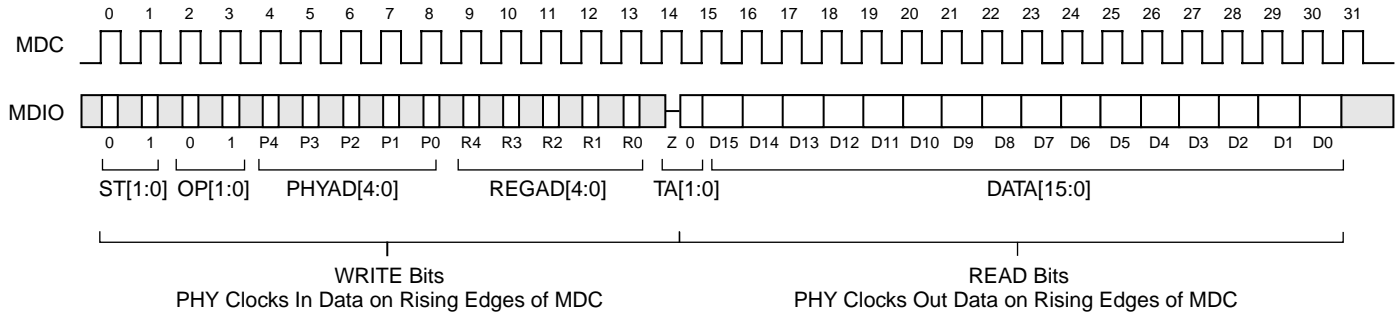 0 1 2 3 4 5 6 7 8 9 10 11 12 13 14 15 16 17 18 19 20 21 22 23 24 25 26 27 28 29 30 31
MDC
MDIO
0 1 0 1 P4 P3 P2 P1 P0 R4 R3 R2 R1 R0 Z 0 D15 D14 D13 D12 D11 D10 D9 D8 D7 D6 D5 D4 D3 D2 D1 D0
ST[1:0] OP[1:0] PHYAD[4:0] REGAD[4:0] TA[1:0] DATA[15:0]
WRITE Bits
PHY Clocks In Data on Rising Edges of MDC
READ Bits
PHY Clocks Out Data on Rising Edges of MDC